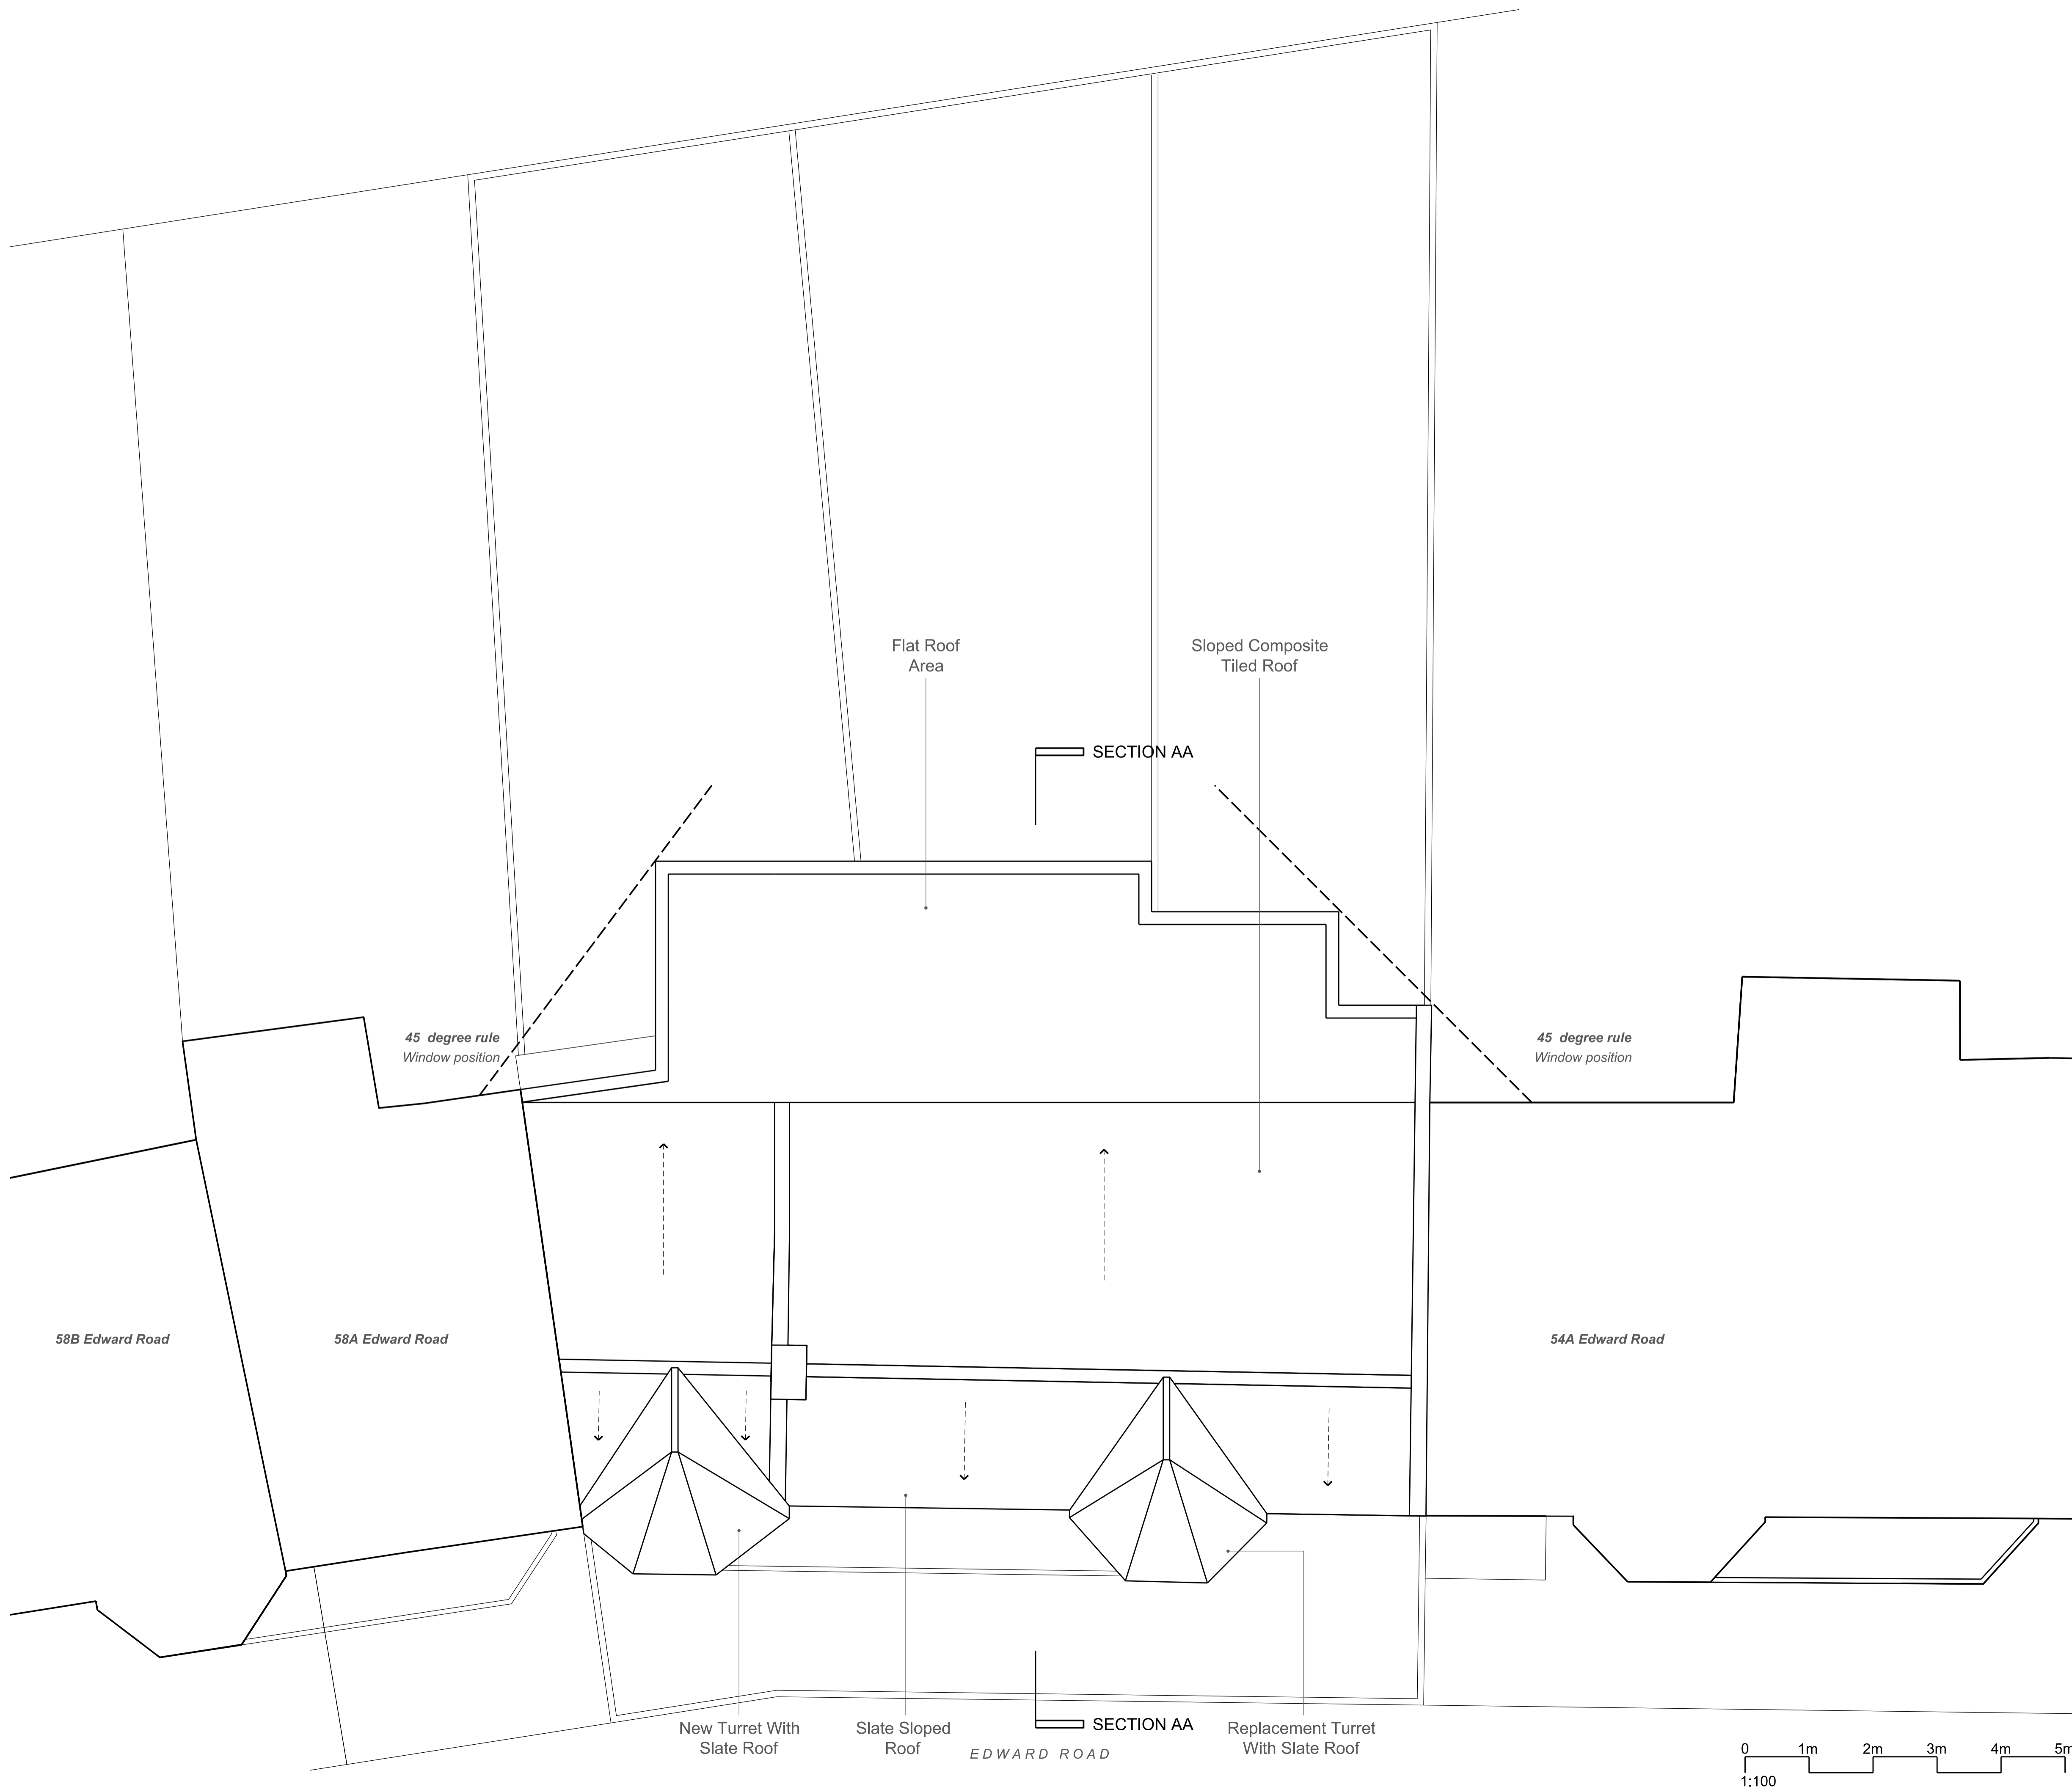 Flat Roof
Area
Sloped Composite
Tiled Roof
SECTION AA
45 degree rule
Window position
45 degree rule
Window position
58B Edward Road
58A Edward Road
54A Edward Road
New Turret With
Slate Roof
Slate Sloped
Roof
SECTION AA
Replacement Turret
With Slate Roof
EDWARD ROAD
0 1m 2m 3m 4m 5m
1:100